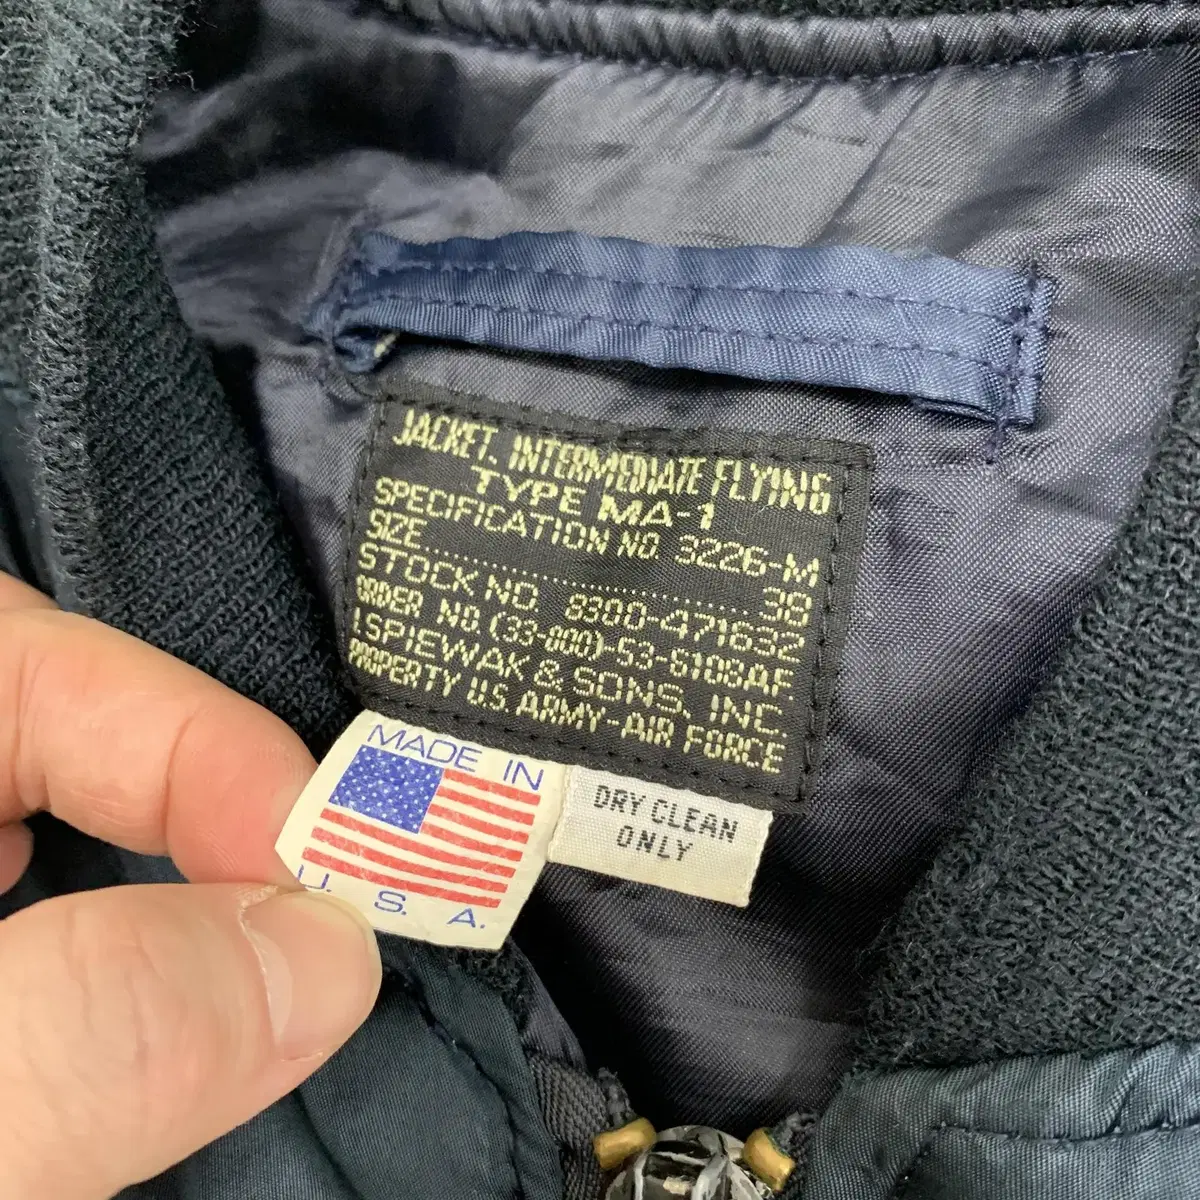 JACKET, INTERMEDIATE FLYING
TYPE MA-1
SPECIFICATION NO. 3226-M
SIZE..............................38
STOCK NO. 8300-471632
ORDER NO. (33-800)-53-5108AF.
I.SPIEWAK & SONS, INC.
PROPERTY U.S. ARMY-AIR FORCE
MADE IN
U. S. A.
DRY CLEAN
ONLY